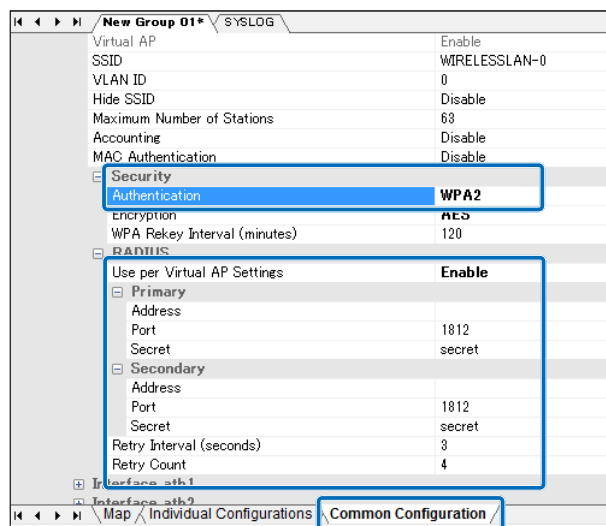 New Group 01* SYSLOG
Virtual AP Enable
SSID WIRELESSLAN-0
VLAN ID 0
Hide SSID Disable
Maximum Number of Stations 63
Accounting Disable
MAC Authentication Disable
Security
Authentication WPA2
Encryption AES
WPA Rekey Interval (minutes) 120
RADIUS
Use per Virtual AP Settings Enable
Primary
Address
Port 1812
Secret secret
Secondary
Address
Port 1812
Secret secret
Retry Interval (seconds) 3
Retry Count 4
Interface ath1
Interface ath2
Map Individual Configurations Common Configuration